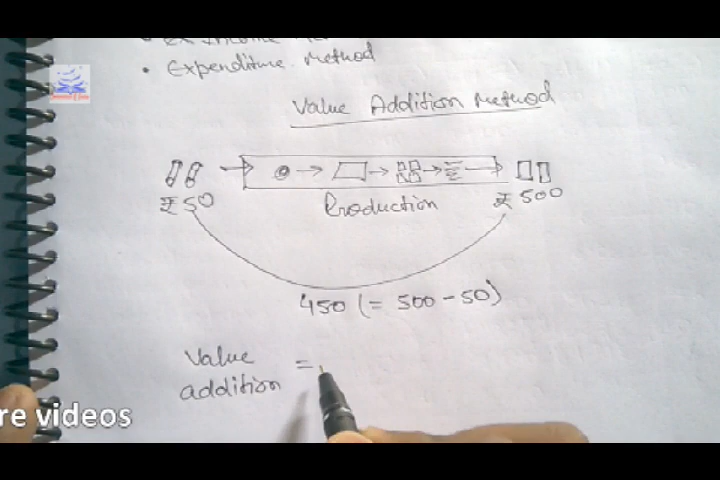 • Expenditure Method
Value Addition Method
₹50
Production
₹ 500
450 (= 500 - 50)
Value =
addition
re videos